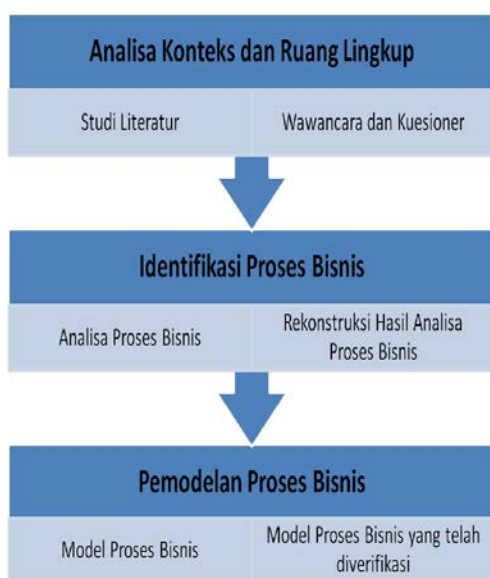 Analisa Konteks dan Ruang Lingkup
Studi Literatur
Wawancara dan Kuesioner
Identifikasi Proses Bisnis
Analisa Proses Bisnis
Rekonstruksi Hasil Analisa
Proses Bisnis
Pemodelan Proses Bisnis
Model Proses Bisnis
Model Proses Bisnis yang telah
diverifikasi